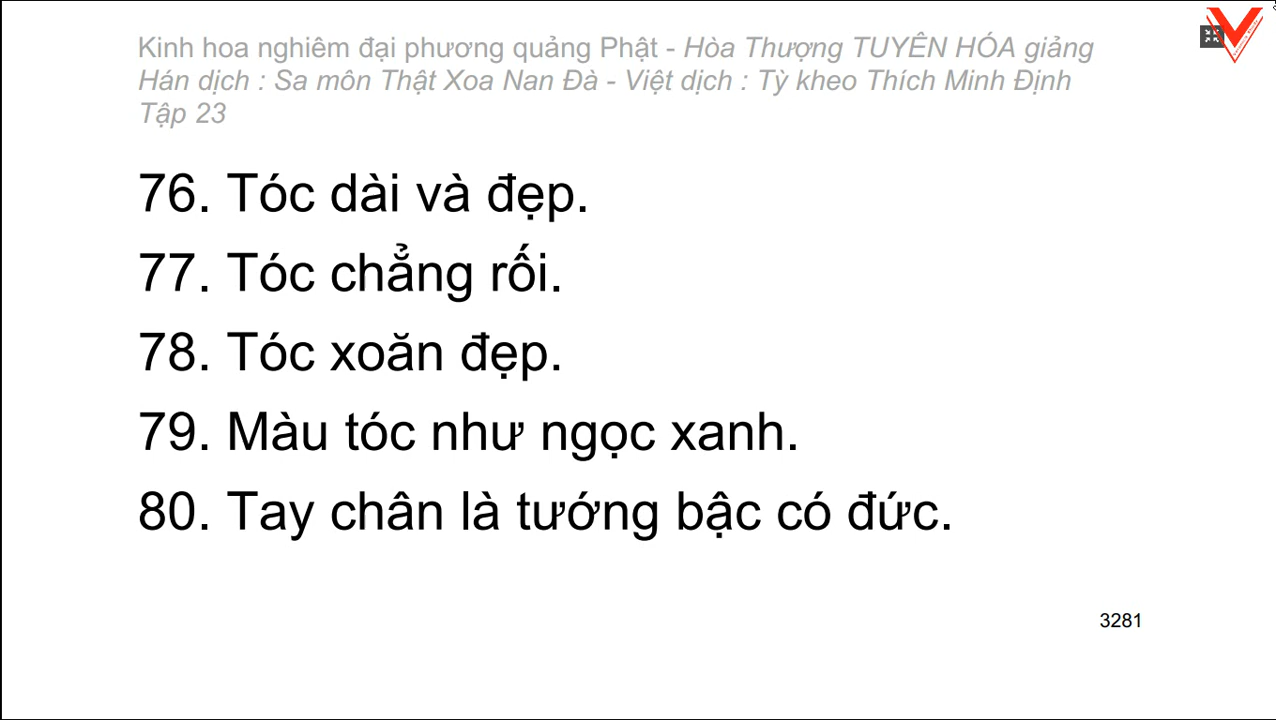 Kinh hoa nghiêm đại phương quảng Phật - Hòa Thượng TUYÊN HÓA giảng
Hán dịch : Sa môn Thật Xoa Nan Đà - Việt dịch : Tỳ kheo Thích Minh Định
Tập 23
76. Tóc dài và đẹp.
77. Tóc chẳng rối.
78. Tóc xoăn đẹp.
79. Màu tóc như ngọc xanh.
80. Tay chân là tướng bậc có đức.
3281